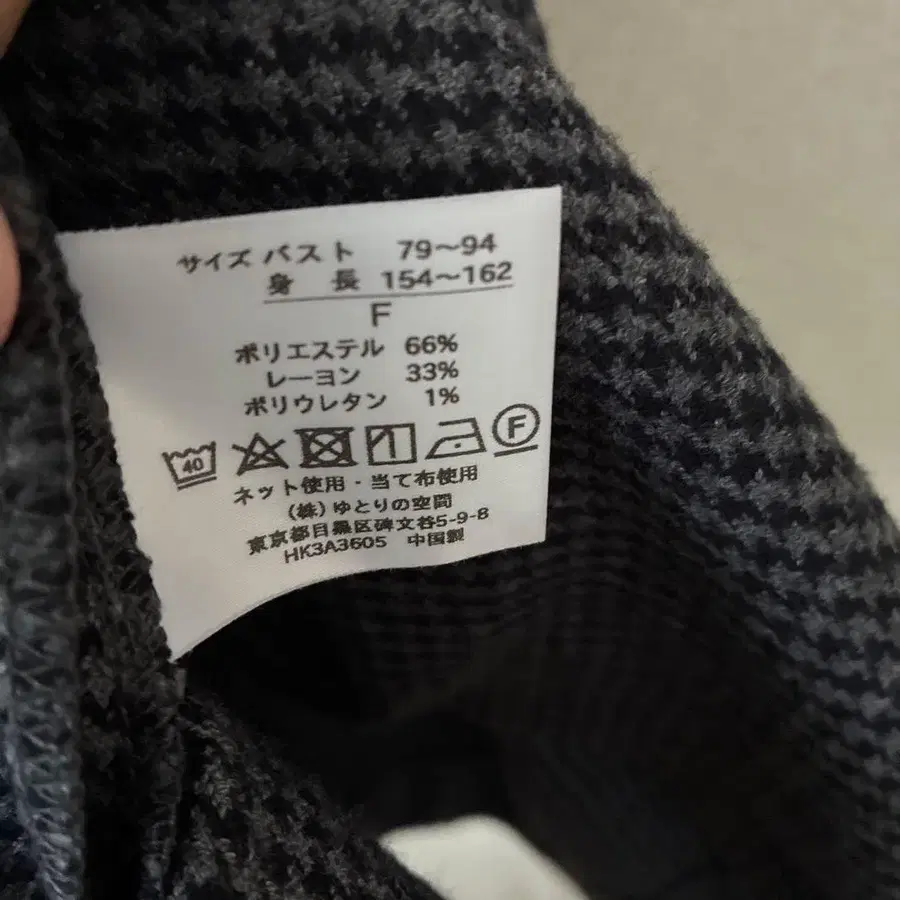 サイズ バスト 79～94
身長 154～162
F
ポリエステル 66%
レーヨン 33%
ポリウレタン 1%
40 F
ネット使用・当て布使用
(株)ゆとりの空間
東京都目黒区碑文谷5-9-8
HK3A3605 中国製